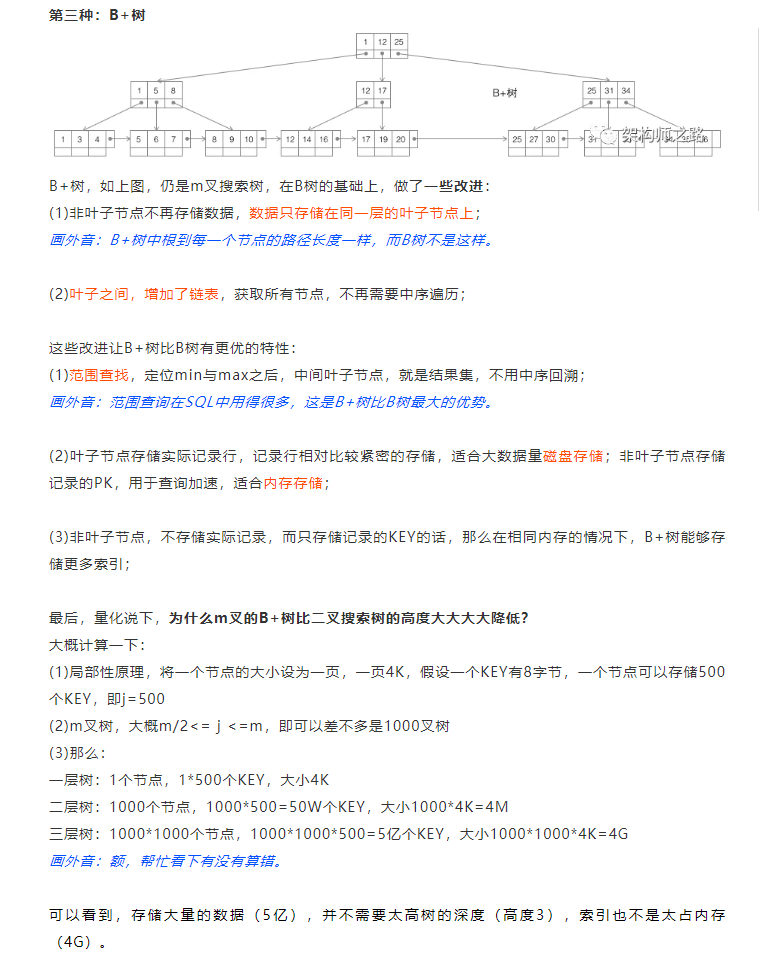 第三种：B+树
1 12 25
1 5 8
12 17
B+树
25 31 34
1 3 4
5 6 7
8 9 10
12 14 16
17 19 20
25 27 30
架构师之路
B+树，如上图，仍是m叉搜索树，在B树的基础上，做了一些改进：
(1)非叶子节点不再存储数据，数据只存储在同一层的叶子节点上；
画外音：B+树中根到每一个节点的路径长度一样，而B树不是这样。
(2)叶子之间，增加了链表，获取所有节点，不再需要中序遍历；
这些改进让B+树比B树有更优的特性：
(1)范围查找，定位min与max之后，中间叶子节点，就是结果集，不用中序回溯；
画外音：范围查询在SQL中用得很多，这是B+树比B树最大的优势。
(2)叶子节点存储实际记录行，记录行相对比较紧密的存储，适合大数据量磁盘存储；非叶子节点存储
记录的PK，用于查询加速，适合内存存储；
(3)非叶子节点，不存储实际记录，而只存储记录的KEY的话，那么在相同内存的情况下，B+树能够存
储更多索引；
最后，量化说下，为什么m叉的B+树比二叉搜索树的高度大大大大降低？
大概计算一下：
(1)局部性原理，将一个节点的大小设为一页，一页4K，假设一个KEY有8字节，一个节点可以存储500
个KEY，即j=500
(2)m叉树，大概m/2<= j <=m，即可以差不多是1000叉树
(3)那么：
一层树：1个节点，1*500个KEY，大小4K
二层树：1000个节点，1000*500=50W个KEY，大小1000*4K=4M
三层树：1000*1000个节点，1000*1000*500=5亿个KEY，大小1000*1000*4K=4G
画外音：额，帮忙看下有没有算错。
可以看到，存储大量的数据（5亿），并不需要太高树的深度（高度3），索引也不是太占内存
（4G）。